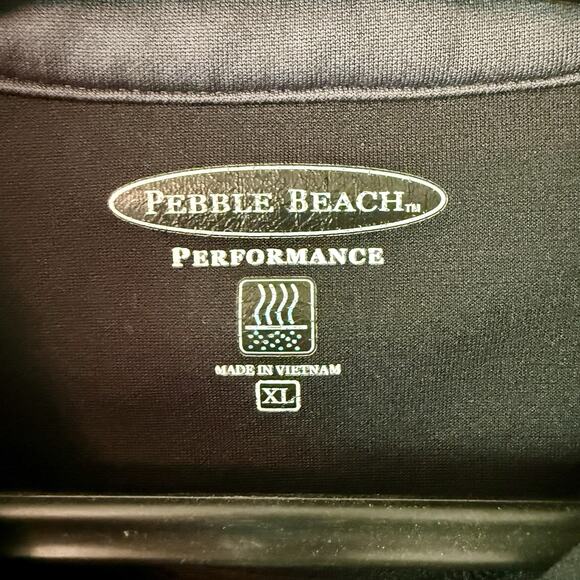 PEBBLE BEACH™
PERFORMANCE
MADE IN VIETNAM
XL